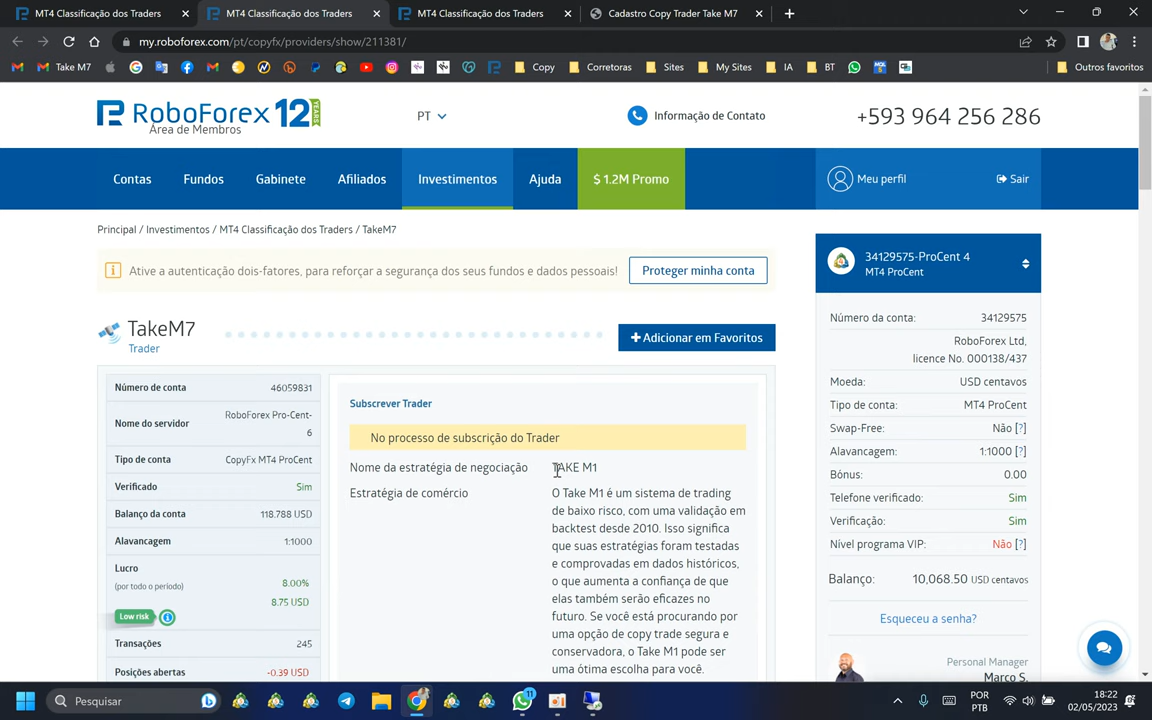 MT4 Classificação dos Traders
MT4 Classificação dos Traders
MT4 Classificação dos Traders
Cadastro Copy Trader Take M7
my.roboforex.com/pt/copyfx/providers/show/211381/
Take M7
Copy
Corretoras
Sites
My Sites
IA
BT
Outros favoritos
RoboForex 12 YEARS
Área de Membros
PT
Informação de Contato
+593 964 256 286
Contas
Fundos
Gabinete
Afiliados
Investimentos
Ajuda
$ 1.2M Promo
Meu perfil
Sair
Principal / Investimentos / MT4 Classificação dos Traders / TakeM7
Ative a autenticação dois-fatores, para reforçar a segurança dos seus fundos e dados pessoais!
Proteger minha conta
TakeM7
Trader
+ Adicionar em Favoritos
Número de conta 46059831
Nome do servidor RoboForex Pro-Cent-
6
Tipo de conta CopyFx MT4 ProCent
Verificado Sim
Balanço da conta 118.788 USD
Alavancagem 1:1000
Lucro
(por todo o período)
8.00%
8.75 USD
Low risk
Transações 245
Posições abertas -0.39 USD
Subscrever Trader
No processo de subscrição do Trader
Nome da estratégia de negociação TAKE M1
Estratégia de comércio O Take M1 é um sistema de trading
de baixo risco, com uma validação em
backtest desde 2010. Isso significa
que suas estratégias foram testadas
e comprovadas em dados históricos,
o que aumenta a confiança de que
elas também serão eficazes no
futuro. Se você está procurando por
uma opção de copy trade segura e
conservadora, o Take M1 pode ser
uma ótima escolha para você.
34129575-ProCent 4
MT4 ProCent
Número da conta: 34129575
RoboForex Ltd,
licence No. 000138/437
Moeda: USD centavos
Tipo de conta: MT4 ProCent
Swap-Free: Não [?]
Alavancagem: 1:1000 [?]
Bónus: 0.00
Telefone verificado: Sim
Verificação: Sim
Nível programa VIP: Não [?]
Balanço: 10,068.50 USD centavos
Esqueceu a senha?
Personal Manager
Marco S.
Pesquisar
11
POR
PTB
18:22
02/05/2023